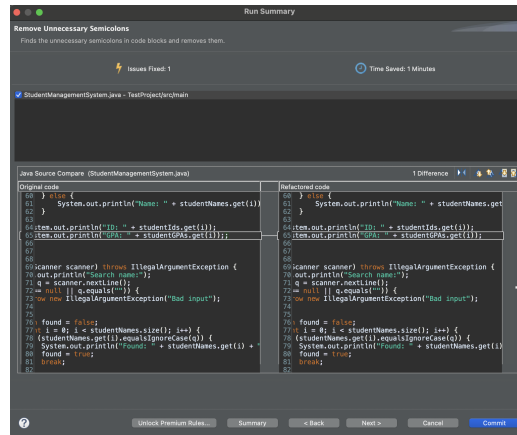 Run Summary
Remove Unnecessary Semicolons
Finds the unnecessary semicolons in code blocks and removes them.
Issues Fixed: 1
Time Saved: 1 Minutes
StudentManagementSystem.java - TestProject/src/main
Java Source Compare (StudentManagementSystem.java)
1 Difference
Original code
60 } else {
61 System.out.println("Name: " + studentNames.get(i))
62 }
63
64 tem.out.println("ID: " + studentIds.get(i));
65 tem.out.println("GPA: " + studentGPAs.get(i));;
66
67
68
69 Scanner scanner) throws IllegalArgumentException {
70 out.println("Search name:");
71 q = scanner.nextLine();
72 = null || q.equals("")) {
73 ow new IllegalArgumentException("Bad input");
74
75
76 found = false;
77 t i = 0; i < studentNames.size(); i++) {
78 (studentNames.get(i).equalsIgnoreCase(q)) {
79 System.out.println("Found: " + studentNames.get(i) + "
80 found = true;
81 break;
82
Refactored code
60 } else {
61 System.out.println("Name: " + studentNames.get
62 }
63
64 tem.out.println("ID: " + studentIds.get(i));
65 tem.out.println("GPA: " + studentGPAs.get(i));
66
67
68
69 Scanner scanner) throws IllegalArgumentException {
70 out.println("Search name:");
71 q = scanner.nextLine();
72 = null || q.equals("")) {
73 ow new IllegalArgumentException("Bad input");
74
75
76 found = false;
77 t i = 0; i < studentNames.size(); i++) {
78 (studentNames.get(i).equalsIgnoreCase(q)) {
79 System.out.println("Found: " + studentNames.get(i)
80 found = true;
81 break;
82
Unlock Premium Rules...
Summary
< Back
Next >
Cancel
Commit